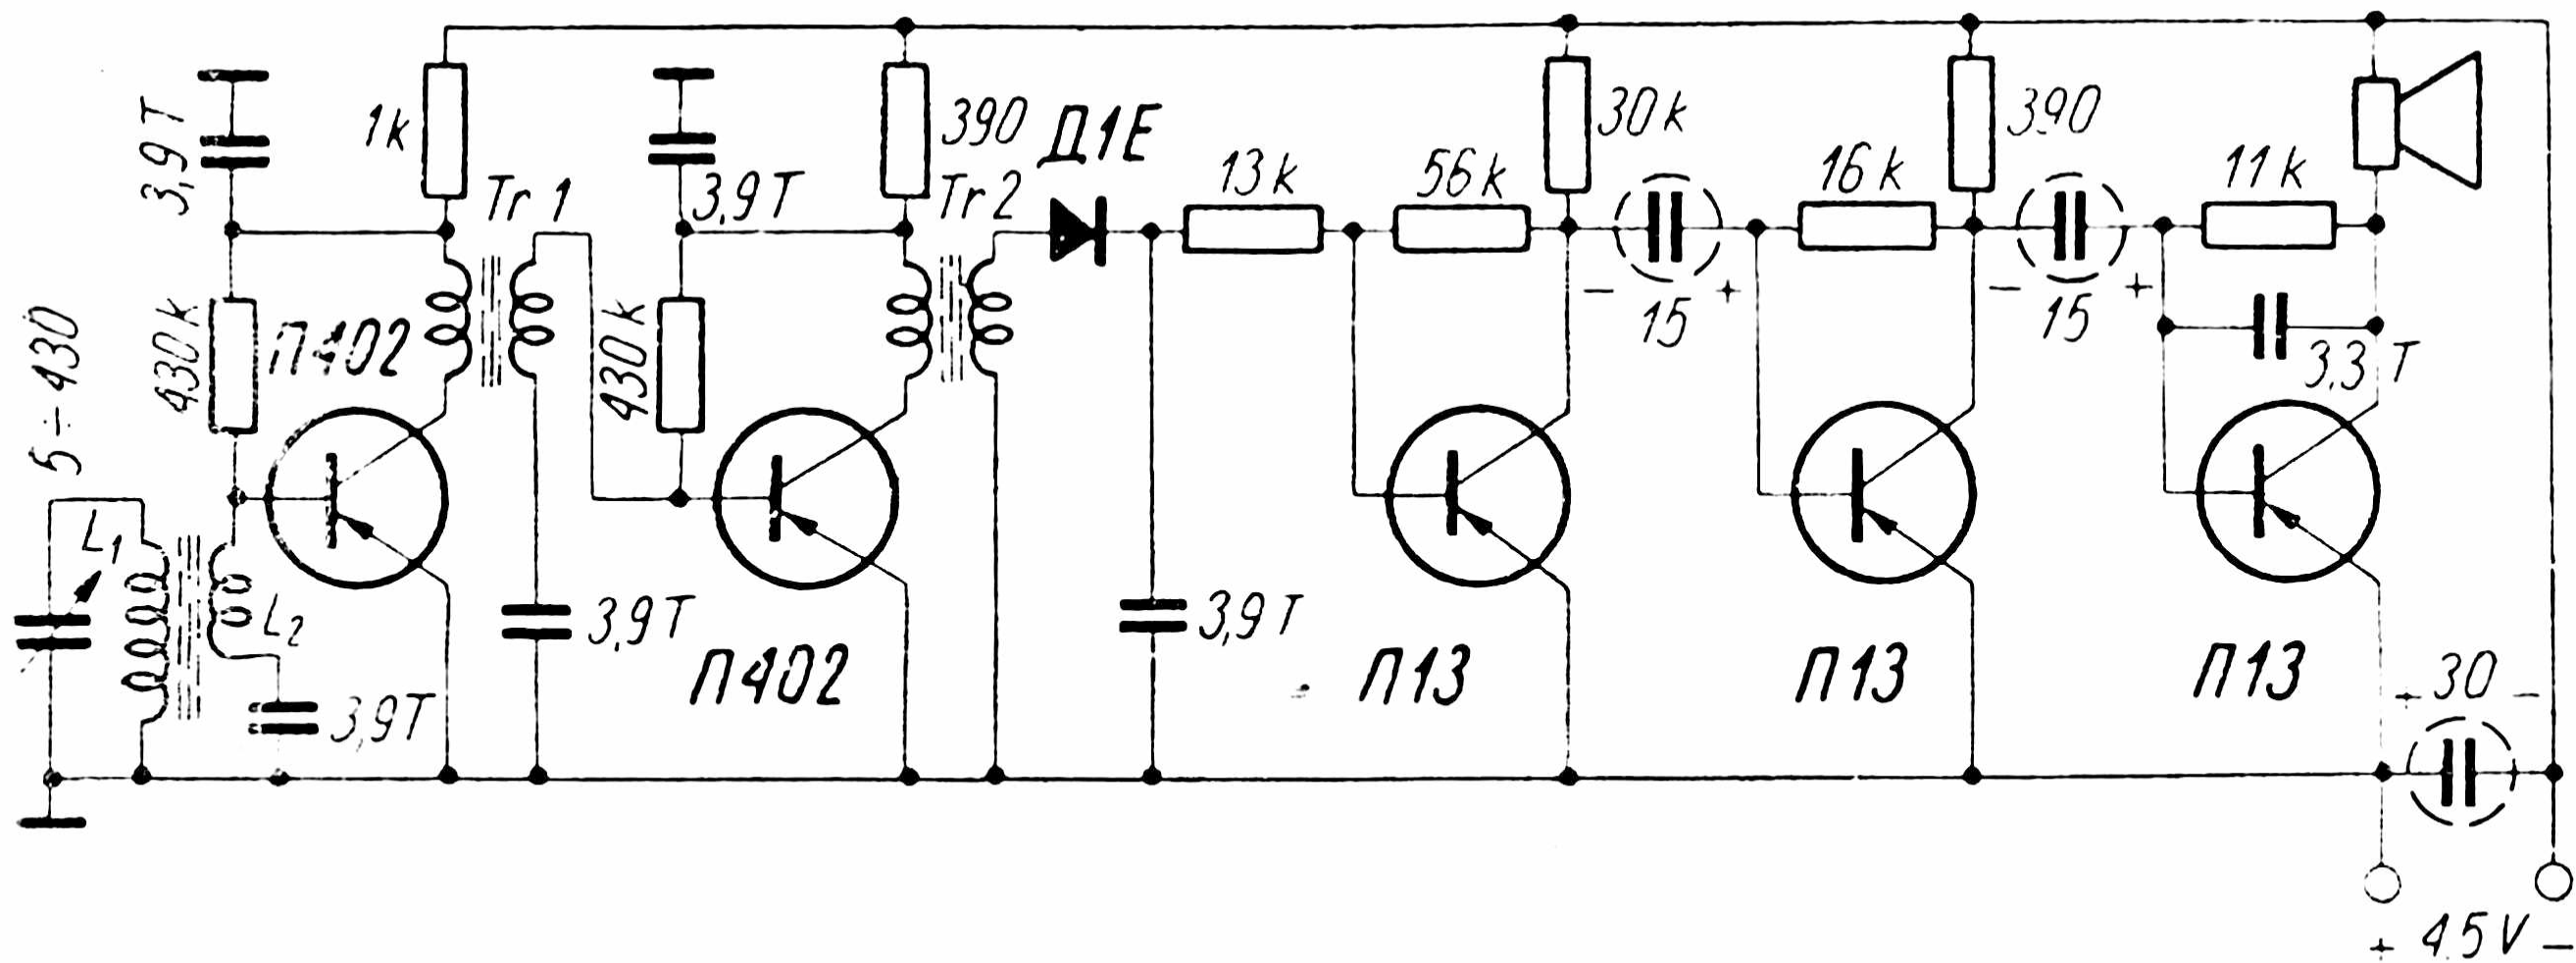 3,9 T
1k
Tr 1
430 k
П402
5÷430
L1
L2
3,9T
3,9 T
390
Tr 2
430 k
3,9 T
П402
Д1Е
13 k
56 k
30 k
3,9 T
П13
- 15 +
16 k
390
П13
- 15 +
11 k
3,3 T
П13
+ 30 -
+ 4,5 V -